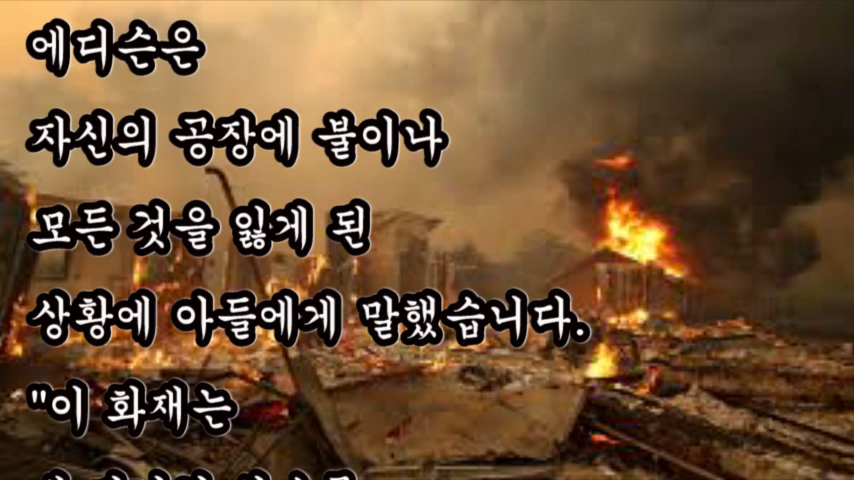 에디슨은
자신의 공장에 불이나
모든 것을 잃게 된
상황에 아들에게 말했습니다.
"이 화재는